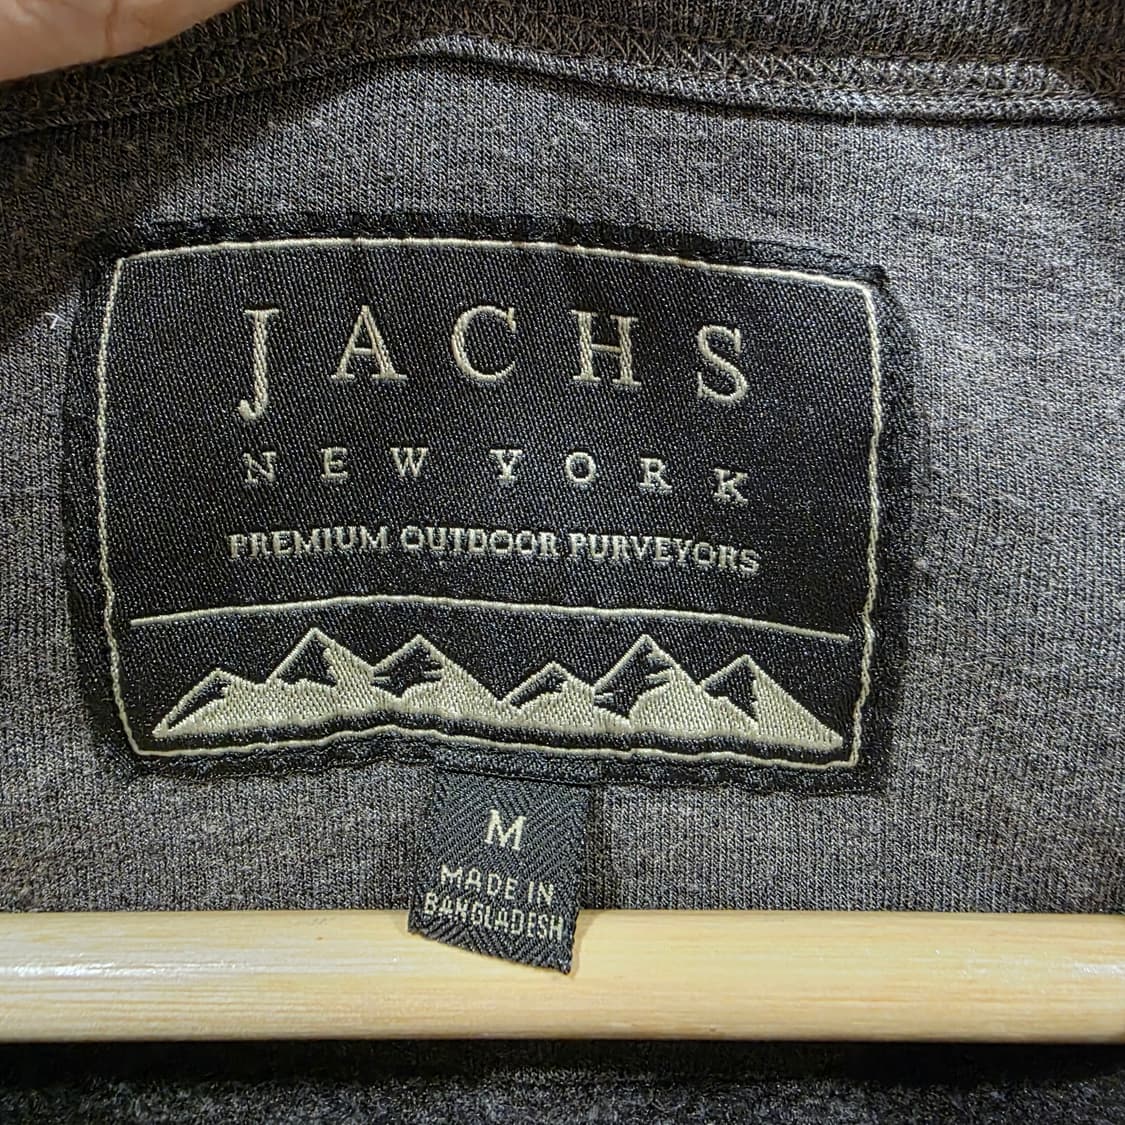 JACHS
NEW YORK
PREMIUM OUTDOOR PURVEYORS
M
MADE IN
BANGLADESH